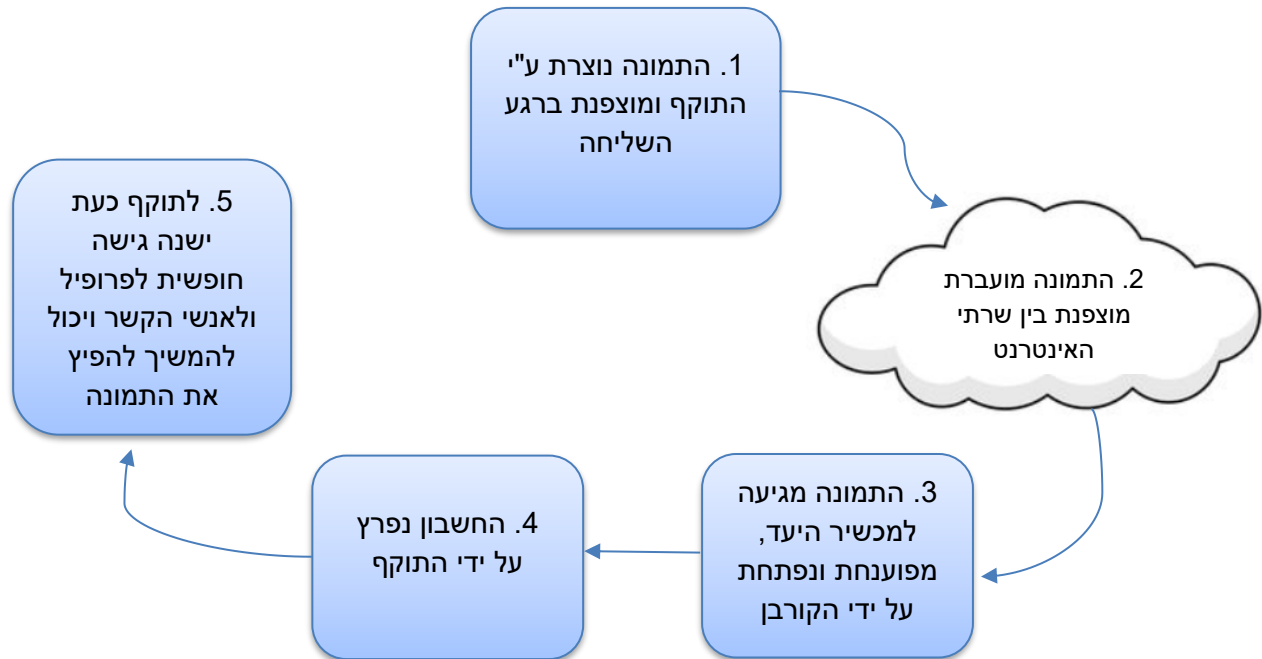 1. התמונה נוצרת ע"י
התוקף ומוצפנת ברגע
השליחה
2. התמונה מועברת
מוצפנת בין שרתי
האינטרנט
3. התמונה מגיעה
למכשיר היעד,
מפוענחת ונפתחת
על ידי הקורבן
4. החשבון נפרץ
על ידי התוקף
5. לתוקף כעת
ישנה גישה
חופשית לפרופיל
ולאנשי הקשר ויכול
להמשיך להפיץ
את התמונה